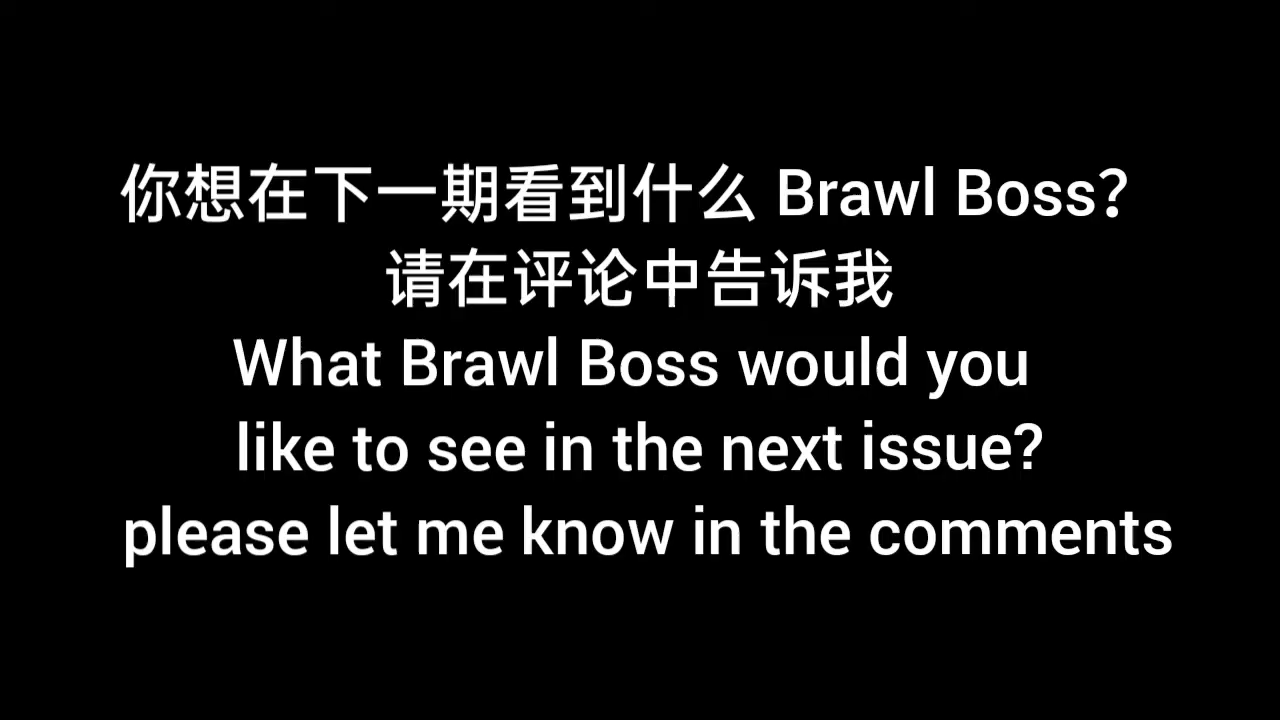 你想在下一期看到什么 Brawl Boss？
请在评论中告诉我
What Brawl Boss would you
like to see in the next issue?
please let me know in the comments